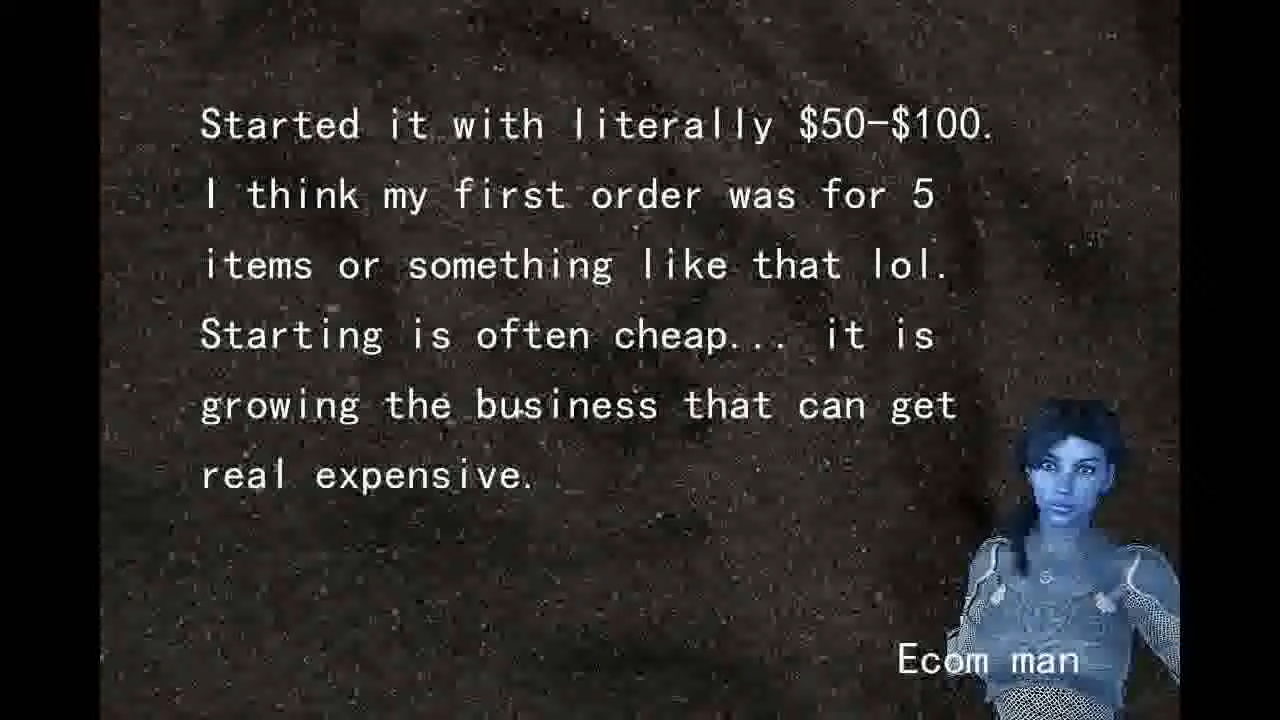 Started it with literally $50-$100.
I think my first order was for 5
items or something like that lol.
Starting is often cheap... it is
growing the business that can get
real expensive.
Ecom man